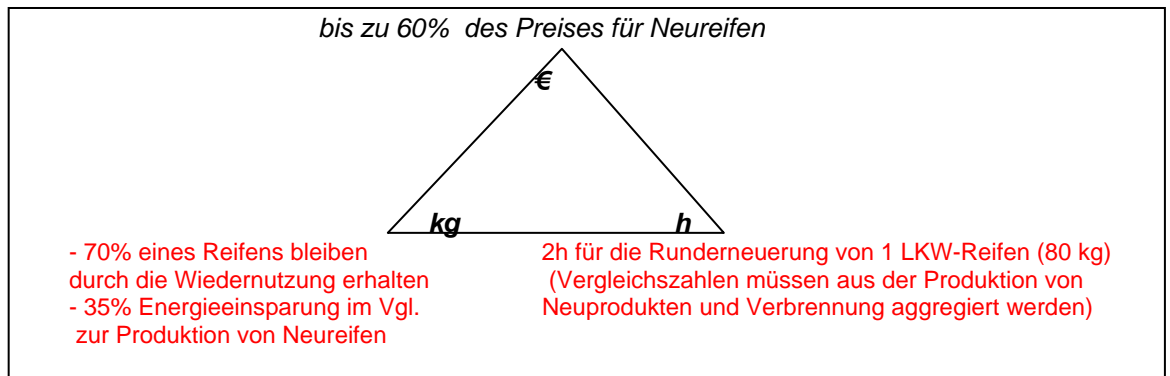 bis zu 60% des Preises für Neureifen
€
kg
h
- 70% eines Reifens bleiben
durch die Wiedernutzung erhalten
- 35% Energieeinsparung im Vgl.
zur Produktion von Neureifen
2h für die Runderneuerung von 1 LKW-Reifen (80 kg)
(Vergleichszahlen müssen aus der Produktion von
Neuprodukten und Verbrennung aggregiert werden)